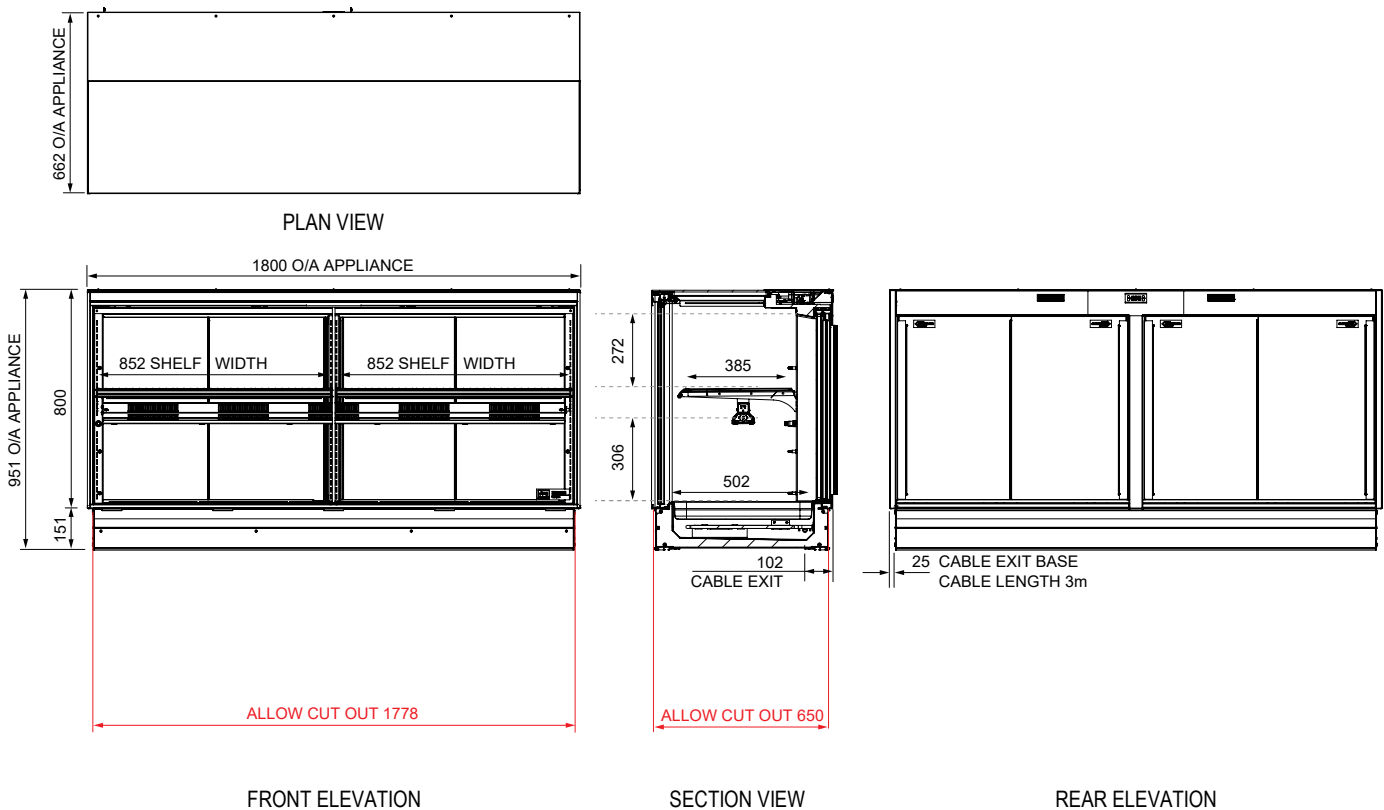 662 O/A APPLIANCE
PLAN VIEW
1800 O/A APPLIANCE
951 O/A APPLIANCE
800
151
852 SHELF WIDTH
852 SHELF WIDTH
272
385
306
502
102
CABLE EXIT
25 CABLE EXIT BASE
CABLE LENGTH 3m
ALLOW CUT OUT 1778
ALLOW CUT OUT 650
FRONT ELEVATION
SECTION VIEW
REAR ELEVATION